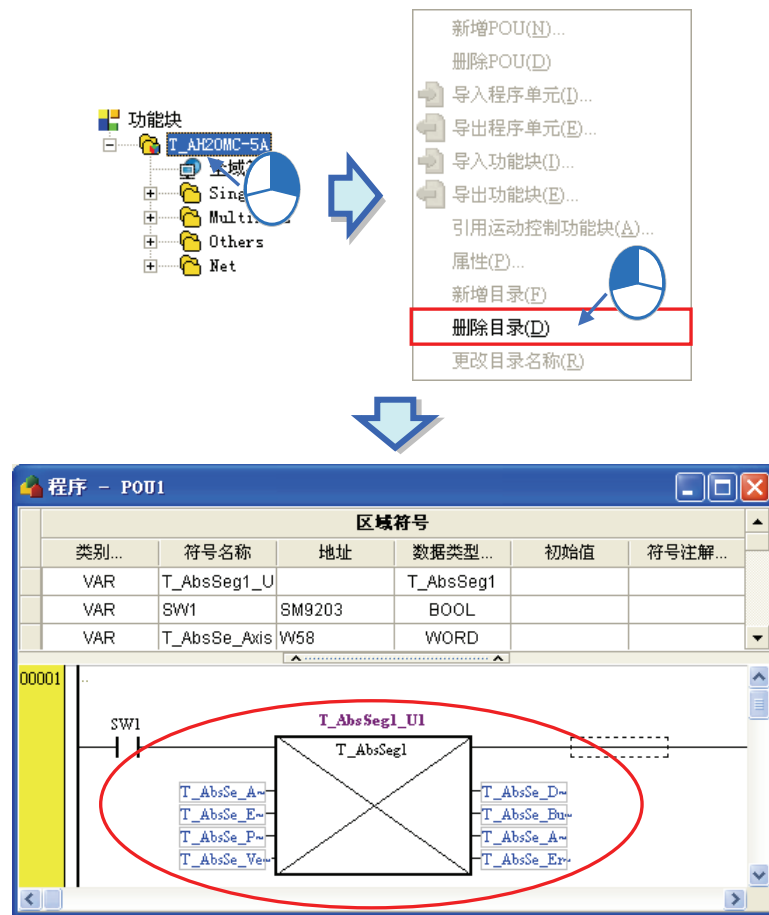 功能块
T_AH20MC-5A
Sing
Multi
Others
Net
新增POU(N)...
删除POU(D)
导入程序单元(I)...
导出程序单元(E)...
导入功能块(I)...
导出功能块(E)...
引用运动控制功能块(A)...
属性(P)...
新增目录(F)
删除目录(D)
更改目录名称(R)
程序 - POU1
区域符号
类别... 符号名称 地址 数据类型... 初始值 符号注解...
VAR T_AbsSeg1_U T_AbsSeg1
VAR SW1 SM9203 BOOL
VAR T_AbsSe_Axis W58 WORD
00001
SW1
T_AbsSeg1_U1
T_AbsSeg1
T_AbsSe_A~ T_AbsSe_D~
T_AbsSe_E~ T_AbsSe_Bu~
T_AbsSe_P~ T_AbsSe_A~
T_AbsSe_Ve~ T_AbsSe_Er~